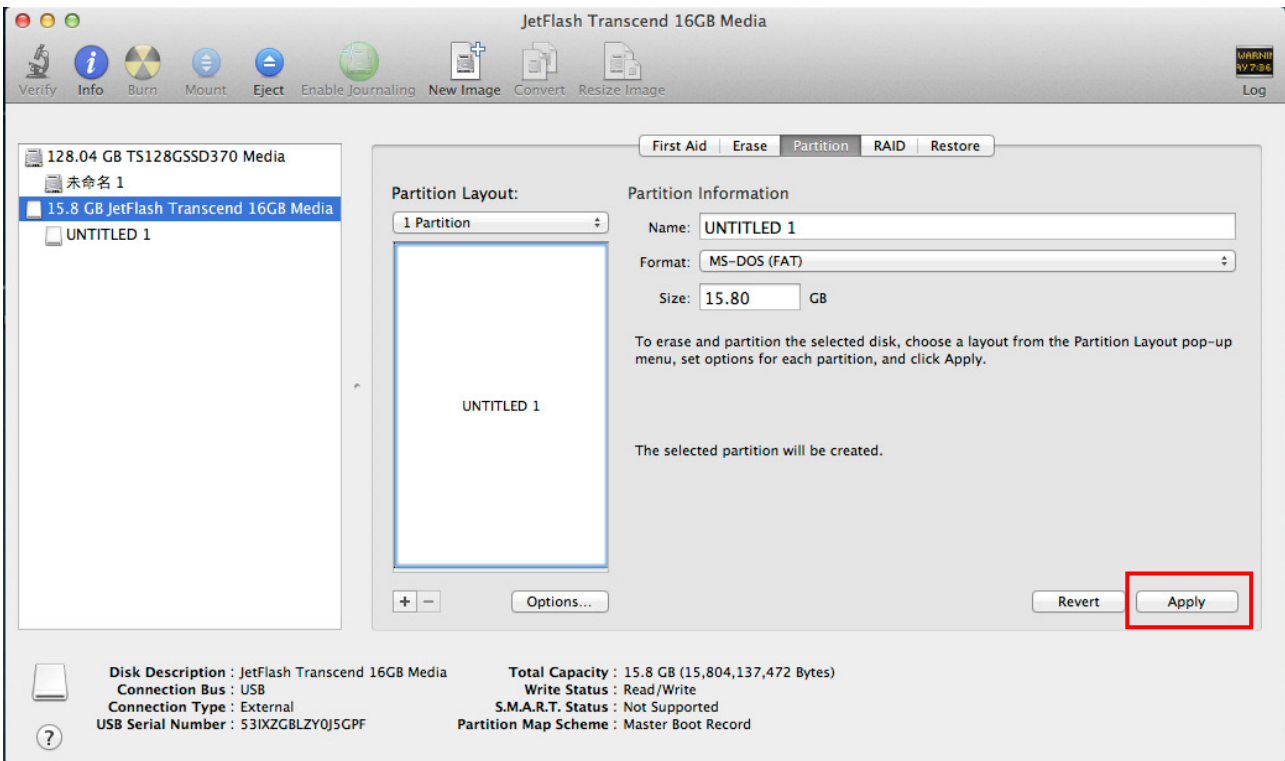 JetFlash Transcend 16GB Media
Verify Info Burn Mount Eject Enable Journaling New Image Convert Resize Image Log
WARNIN
AY 7:36
First Aid Erase Partition RAID Restore
128.04 GB TS128GSSD370 Media
未命名 1
15.8 GB JetFlash Transcend 16GB Media
UNTITLED 1
Partition Layout:
1 Partition
UNTITLED 1
Options...
Partition Information
Name: UNTITLED 1
Format: MS-DOS (FAT)
Size: 15.80 GB
To erase and partition the selected disk, choose a layout from the Partition Layout pop-up
menu, set options for each partition, and click Apply.
The selected partition will be created.
Revert Apply
Disk Description : JetFlash Transcend 16GB Media
Connection Bus : USB
Connection Type : External
USB Serial Number : 53IXZGBLZY0J5GPF
Total Capacity : 15.8 GB (15,804,137,472 Bytes)
Write Status : Read/Write
S.M.A.R.T. Status : Not Supported
Partition Map Scheme : Master Boot Record